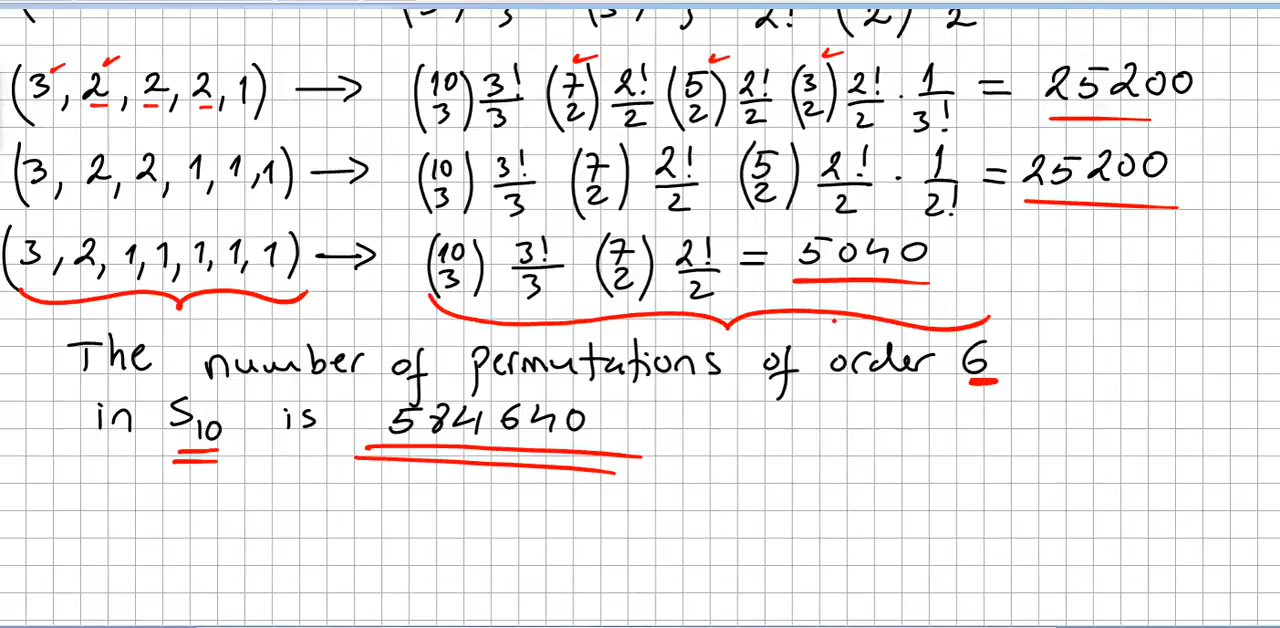 (3, 2, 2, 2, 1) → (10 3) 3!/3 (7 2) 2!/2 (5 2) 2!/2 (3 2) 2!/2 · 1/3! = 25200
(3, 2, 2, 1, 1, 1) → (10 3) 3!/3 (7 2) 2!/2 (5 2) 2!/2 · 1/2! = 25200
(3, 2, 1, 1, 1, 1, 1) → (10 3) 3!/3 (7 2) 2!/2 = 5040
The number of permutations of order 6
in S10 is 584640